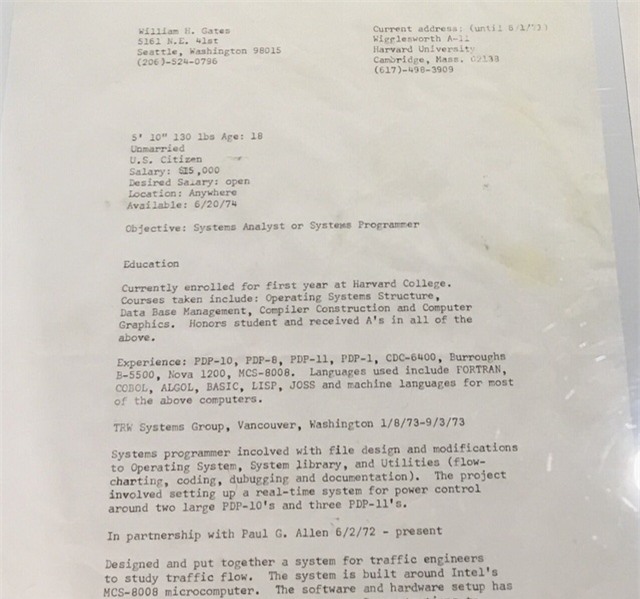 William H. Gates
5161 N.E. 41st
Seattle, Washington 98015
(206)-524-0796
Current address: (until
Wigglesworth A-11
Harvard University
Cambridge, Mass. 02138
(617)-498-3909
5' 10" 130 lbs Age: 18
Unmarried
U.S. Citizen
Salary: $15,000
Desired Salary: open
Location: Anywhere
Available: 6/20/74
Objective: Systems Analyst or Systems Programmer
Education
Currently enrolled for first year at Harvard College.
Courses taken include: Operating Systems Structure,
Data Base Management, Compiler Construction and Computer
Graphics. Honors student and received A's in all of the
above.
Experience: PDP-10, PDP-8, PDP-11, PDP-1, CDC-6400, Burroughs
B-5500, Nova 1200, MCS-8008. Languages used include FORTRAN,
COBOL, ALGOL, BASIC, LISP, JOSS and machine languages for most
of the above computers.
TRW Systems Group, Vancouver, Washington 1/8/73-9/3/73
Systems programmer incolved with file design and modifications
to Operating System, System library, and Utilities (flow-
charting, coding, dubugging and documentation). The project
involved setting up a real-time system for power control
around two large PDP-10's and three PDP-11's.
In partnership with Paul G. Allen 6/2/72 - present
Designed and put together a system for traffic engineers
to study traffic flow. The system is built around Intel's
MCS-8008 microcomputer. The software and hardware setup has